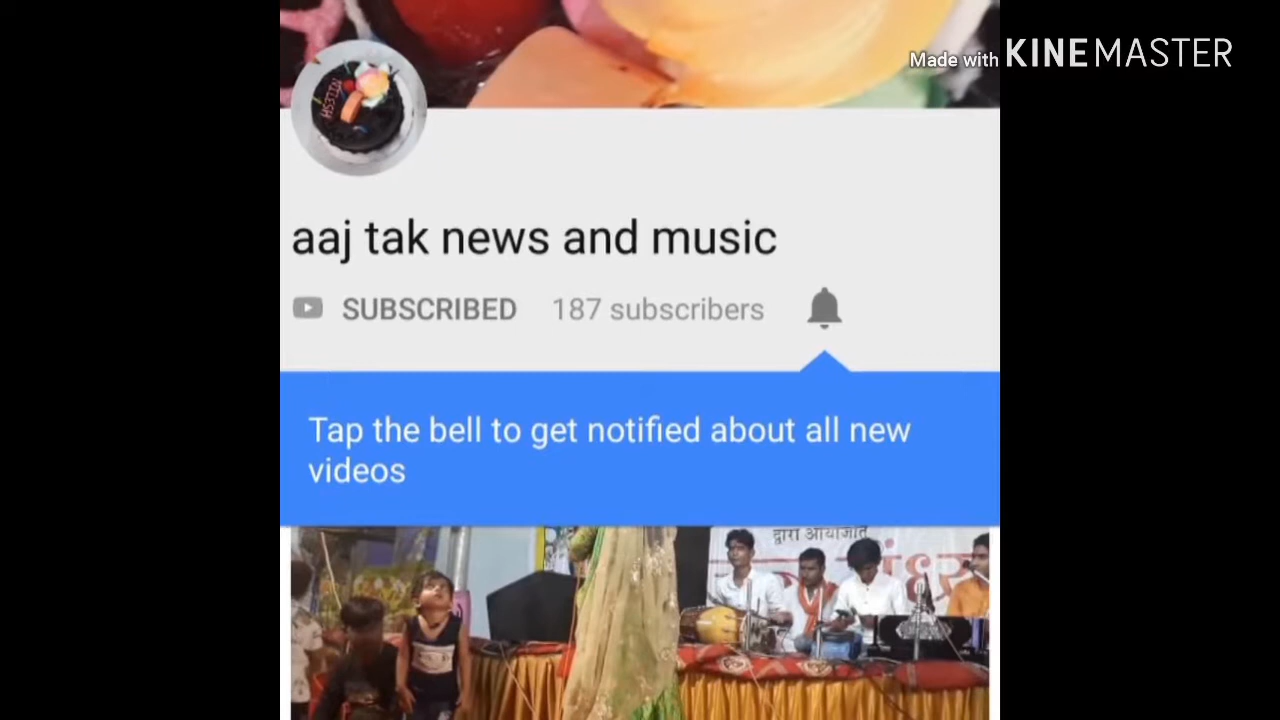 Made with KINEMASTER
aaj tak news and music
SUBSCRIBED 187 subscribers
Tap the bell to get notified about all new
videos
द्वारा आयोजित